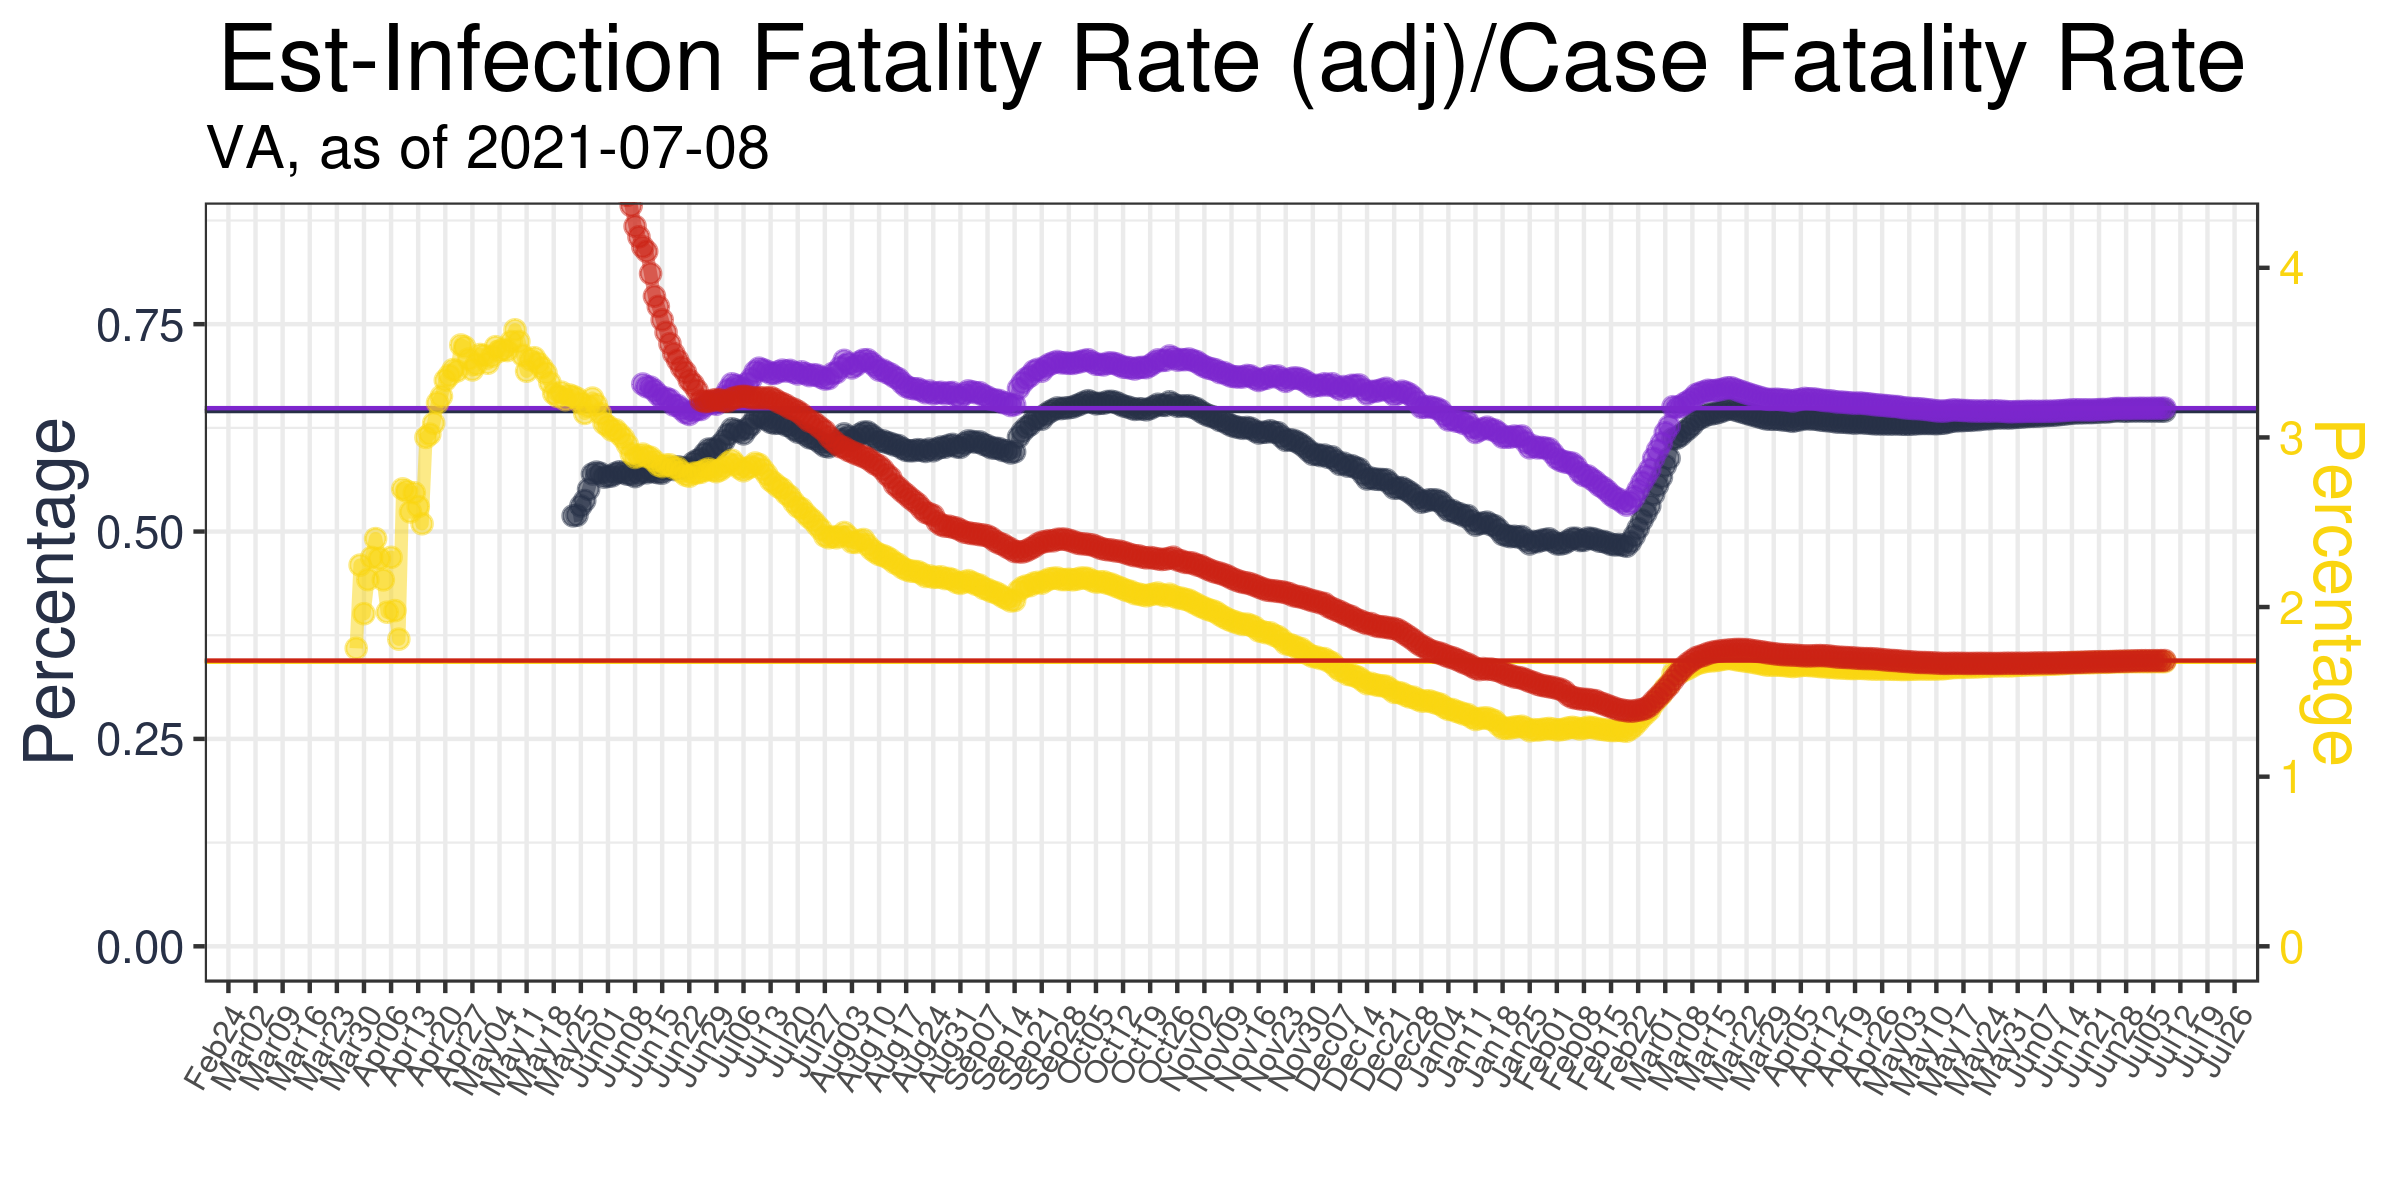 Est-Infection Fatality Rate (adj)/Case Fatality Rate
VA, as of 2021-07-08
Percentage
0.75
0.50
0.25
0.00
4
3
2
1
0
Percentage
Feb24
Mar02
Mar09
Mar16
Mar23
Mar30
Apr06
Apr13
Apr20
Apr27
May04
May11
May18
May25
Jun01
Jun08
Jun15
Jun22
Jun29
Jul06
Jul13
Jul20
Jul27
Aug03
Aug10
Aug17
Aug24
Aug31
Sep07
Sep14
Sep21
Sep28
Oct05
Oct12
Oct19
Oct26
Nov02
Nov09
Nov16
Nov23
Nov30
Dec07
Dec14
Dec21
Dec28
Jan04
Jan11
Jan18
Jan25
Feb01
Feb08
Feb15
Feb22
Mar01
Mar08
Mar15
Mar22
Mar29
Apr05
Apr12
Apr19
Apr26
May03
May10
May17
May24
May31
Jun07
Jun14
Jun21
Jun28
Jul05
Jul12
Jul19
Jul26